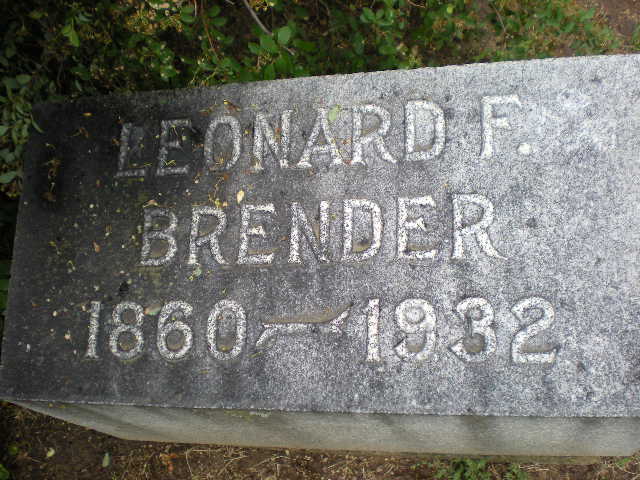 LEONARD F.
BRENDER
1860 ~ 1932